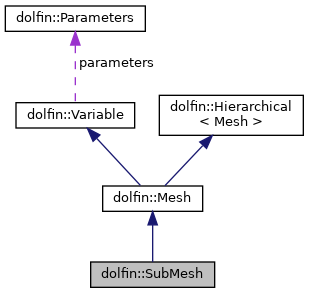 dolfin::Parameters
parameters
dolfin::Variable
dolfin::Hierarchical
< Mesh >
dolfin::Mesh
dolfin::SubMesh